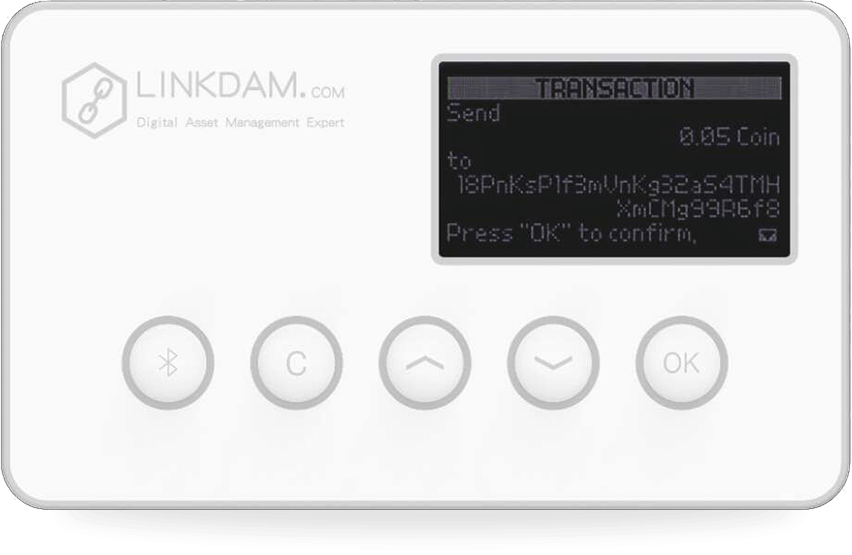 LINKDAM.COM
Digital Asset Management Expert
TRANSACTION
Send
0.05 Coin
to
18PnKsP1f3mVnKg32aS4TMH
XmCMg99R6f8
Press "OK" to confirm,
C
OK